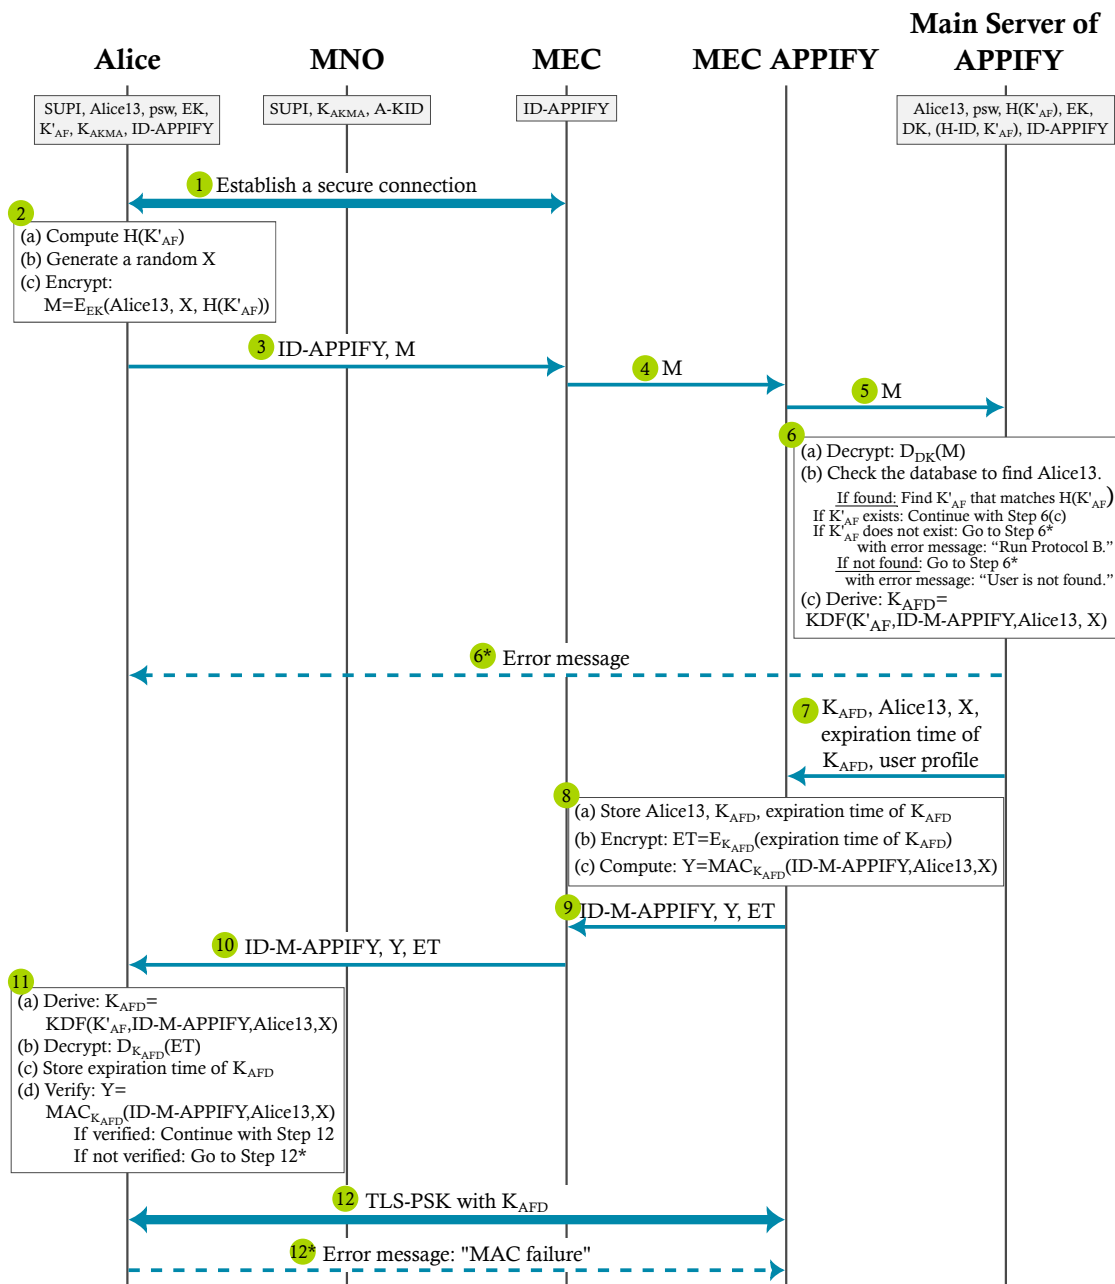 Alice
MNO
MEC
MEC APPIFY
Main Server of
APPIFY
SUPI, Alice13, psw, EK,
K'AF, KAKMA, ID-APPIFY
SUPI, KAKMA, A-KID
ID-APPIFY
Alice13, psw, H(K'AF), EK,
DK, (H-ID, K'AF), ID-APPIFY
1 Establish a secure connection
2
(a) Compute H(K'AF)
(b) Generate a random X
(c) Encrypt:
M=EEK(Alice13, X, H(K'AF))
3 ID-APPIFY, M
4 M
5 M
6
(a) Decrypt: DDK(M)
(b) Check the database to find Alice13.
If found: Find K'AF that matches H(K'AF)
If K'AF exists: Continue with Step 6(c)
If K'AF does not exist: Go to Step 6*
with error message: “Run Protocol B.”
If not found: Go to Step 6*
with error message: “User is not found.”
(c) Derive: KAFD=
KDF(K'AF,ID-M-APPIFY,Alice13, X)
6* Error message
7 KAFD, Alice13, X,
expiration time of
KAFD, user profile
8
(a) Store Alice13, KAFD, expiration time of KAFD
(b) Encrypt: ET=EKAFD(expiration time of KAFD)
(c) Compute: Y=MACKAFD(ID-M-APPIFY,Alice13,X)
9 ID-M-APPIFY, Y, ET
10 ID-M-APPIFY, Y, ET
11
(a) Derive: KAFD=
KDF(K'AF,ID-M-APPIFY,Alice13,X)
(b) Decrypt: DKAFD(ET)
(c) Store expiration time of KAFD
(d) Verify: Y=
MACKAFD(ID-M-APPIFY,Alice13,X)
If verified: Continue with Step 12
If not verified: Go to Step 12*
12 TLS-PSK with KAFD
12* Error message: "MAC failure"